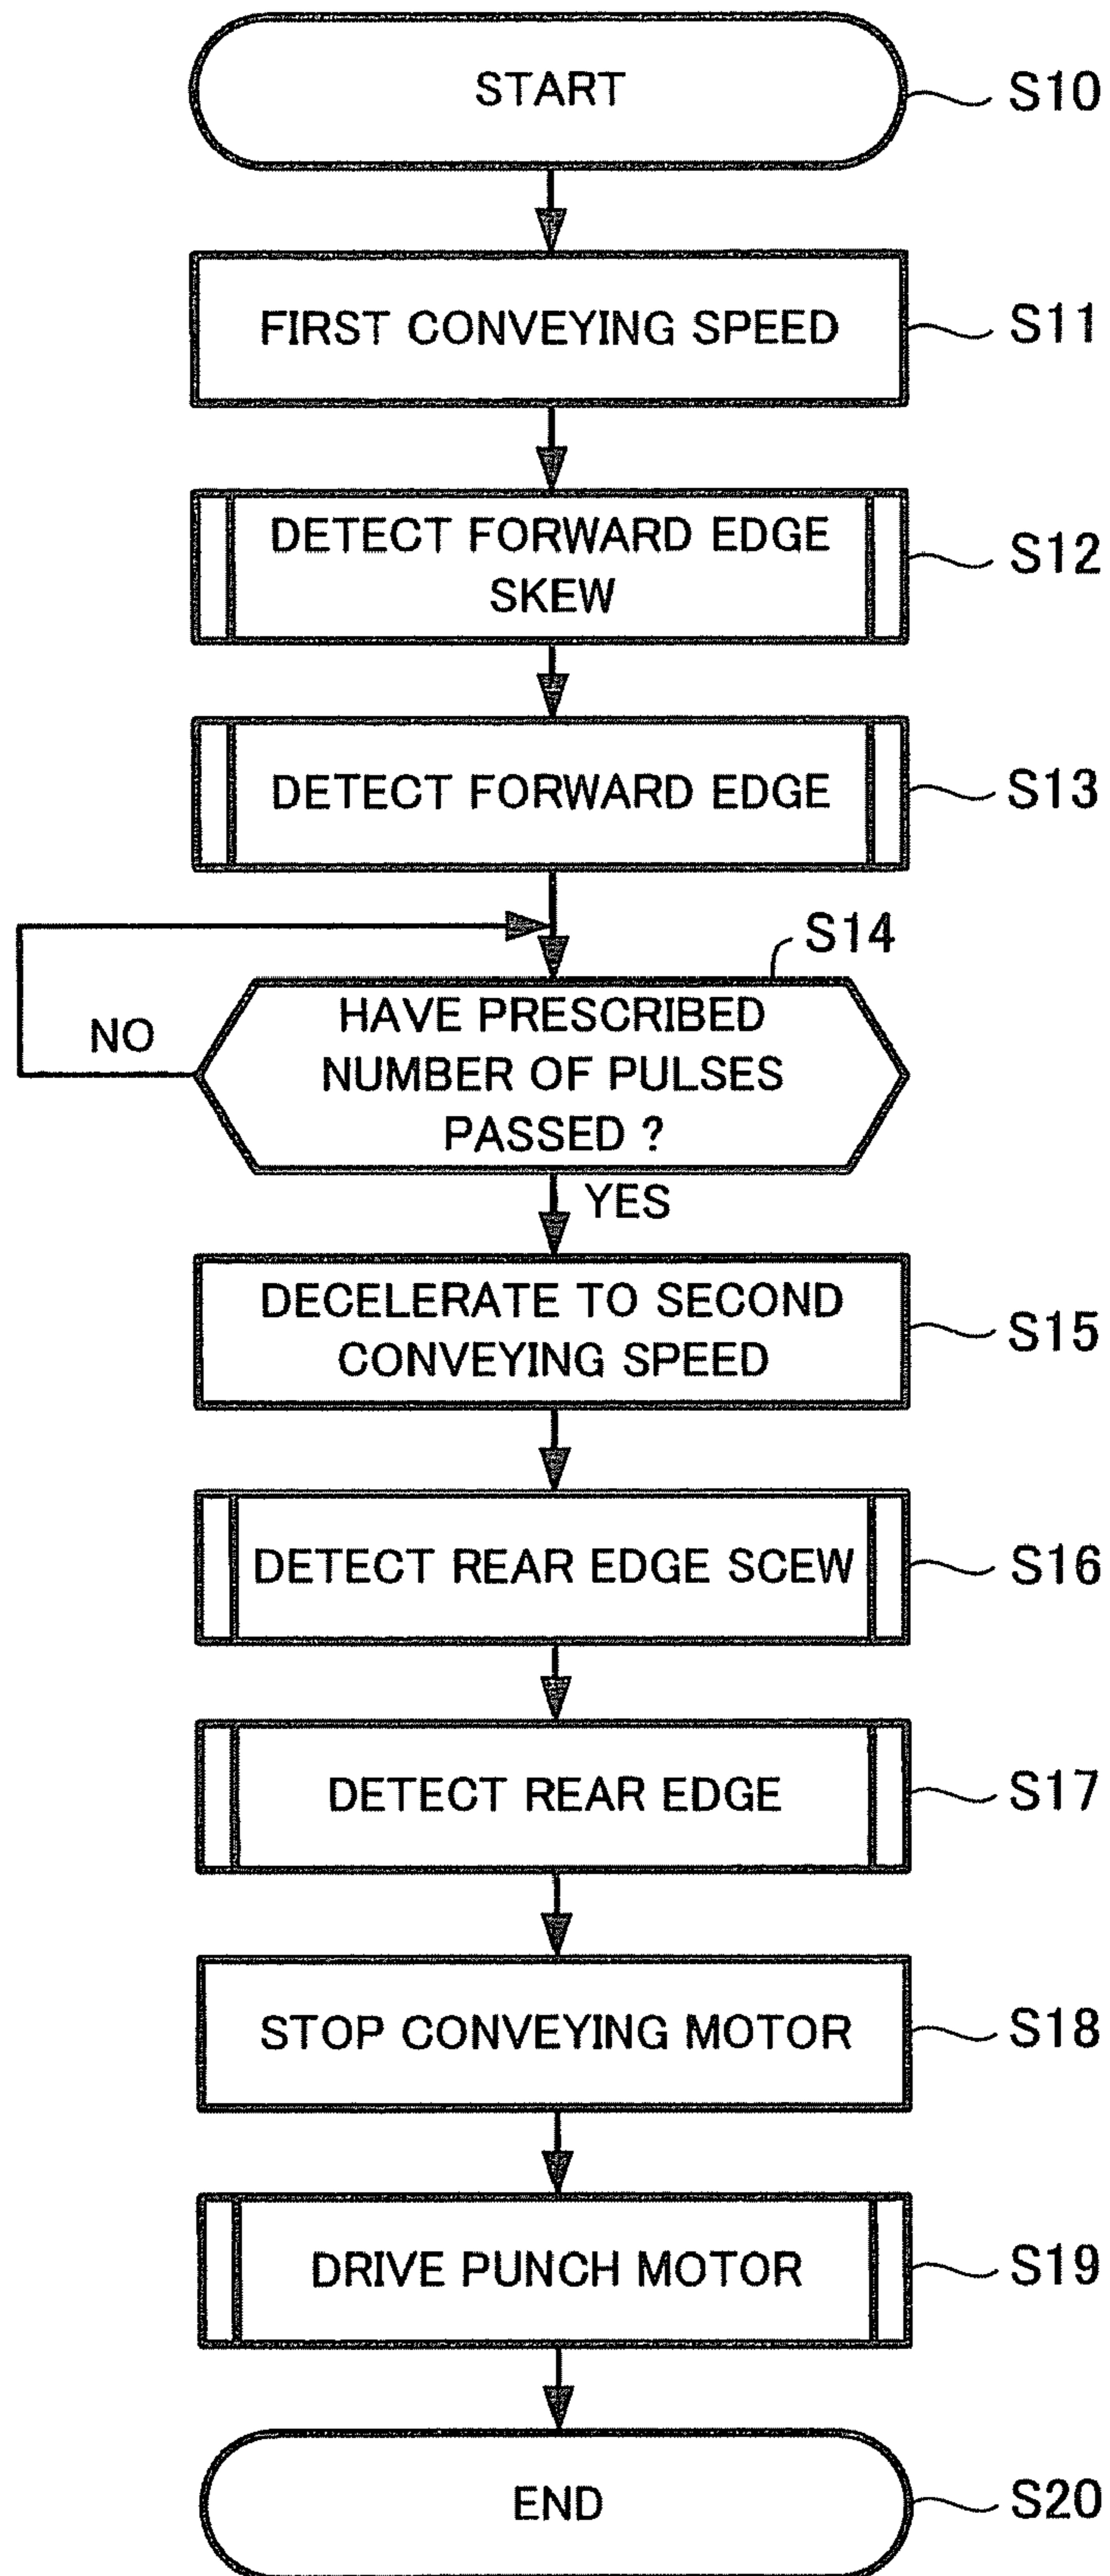 START
S10
FIRST CONVEYING SPEED
S11
DETECT FORWARD EDGE
SKEW
S12
DETECT FORWARD EDGE
S13
S14
HAVE PRESCRIBED
NUMBER OF PULSES
PASSED ?
NO
YES
DECELERATE TO SECOND
CONVEYING SPEED
S15
DETECT REAR EDGE SCEW
S16
DETECT REAR EDGE
S17
STOP CONVEYING MOTOR
S18
DRIVE PUNCH MOTOR
S19
END
S20